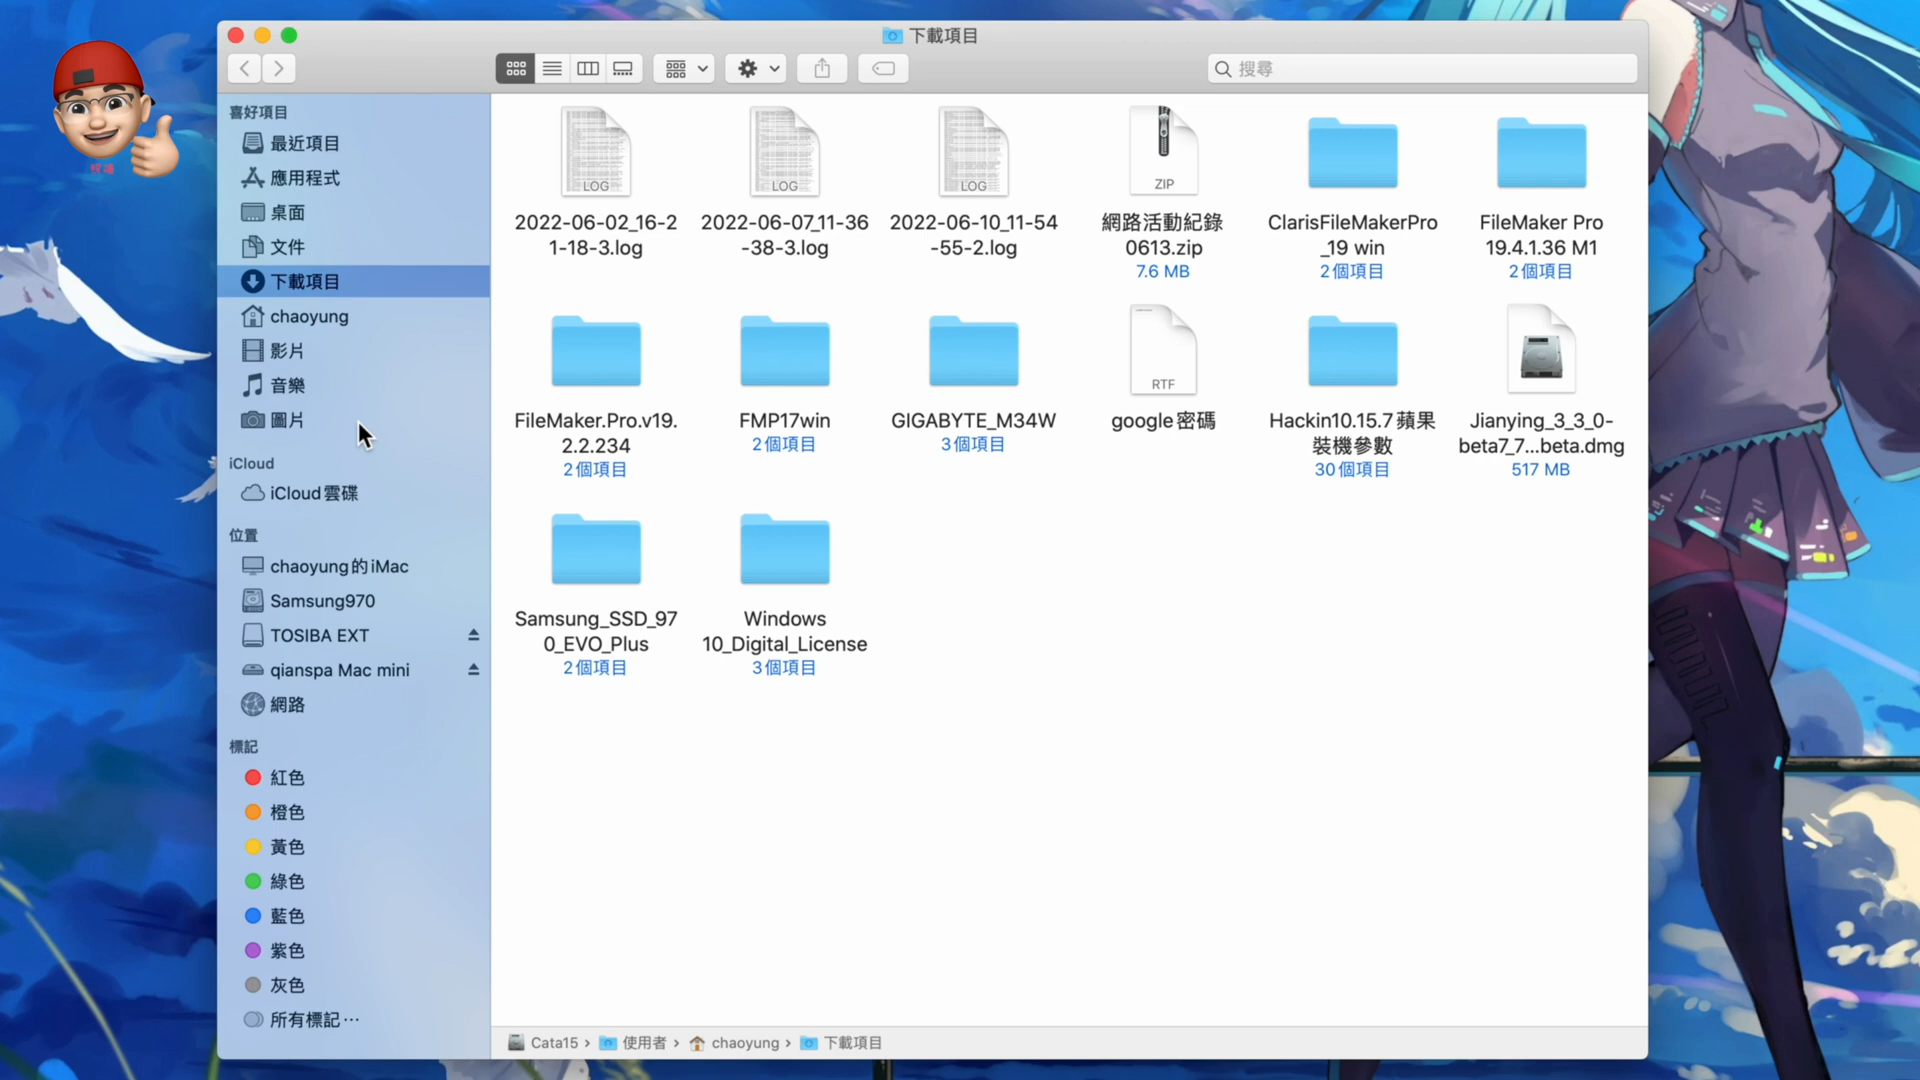 下載項目
搜尋
喜好項目
最近項目
應用程式
桌面
文件
下載項目
chaoyung
影片
音樂
圖片
iCloud
iCloud雲碟
位置
chaoyung的iMac
Samsung970
TOSIBA EXT
qianspa Mac mini
網路
標記
紅色
橙色
黃色
綠色
藍色
紫色
灰色
所有標記…
LOG
2022-06-02_16-2
1-18-3.log
LOG
2022-06-07_11-36
-38-3.log
LOG
2022-06-10_11-54
-55-2.log
ZIP
網路活動紀錄
0613.zip
7.6 MB
ClarisFileMakerPro
_19 win
2個項目
FileMaker Pro
19.4.1.36 M1
2個項目
FileMaker.Pro.v19.
2.2.234
2個項目
FMP17win
2個項目
GIGABYTE_M34W
3個項目
RTF
google密碼
Hackin10.15.7蘋果
裝機參數
30個項目
Jianying_3_3_0-
beta7_7...beta.dmg
517 MB
Samsung_SSD_97
0_EVO_Plus
2個項目
Windows
10_Digital_License
3個項目
Cata15 › 使用者 › chaoyung › 下載項目